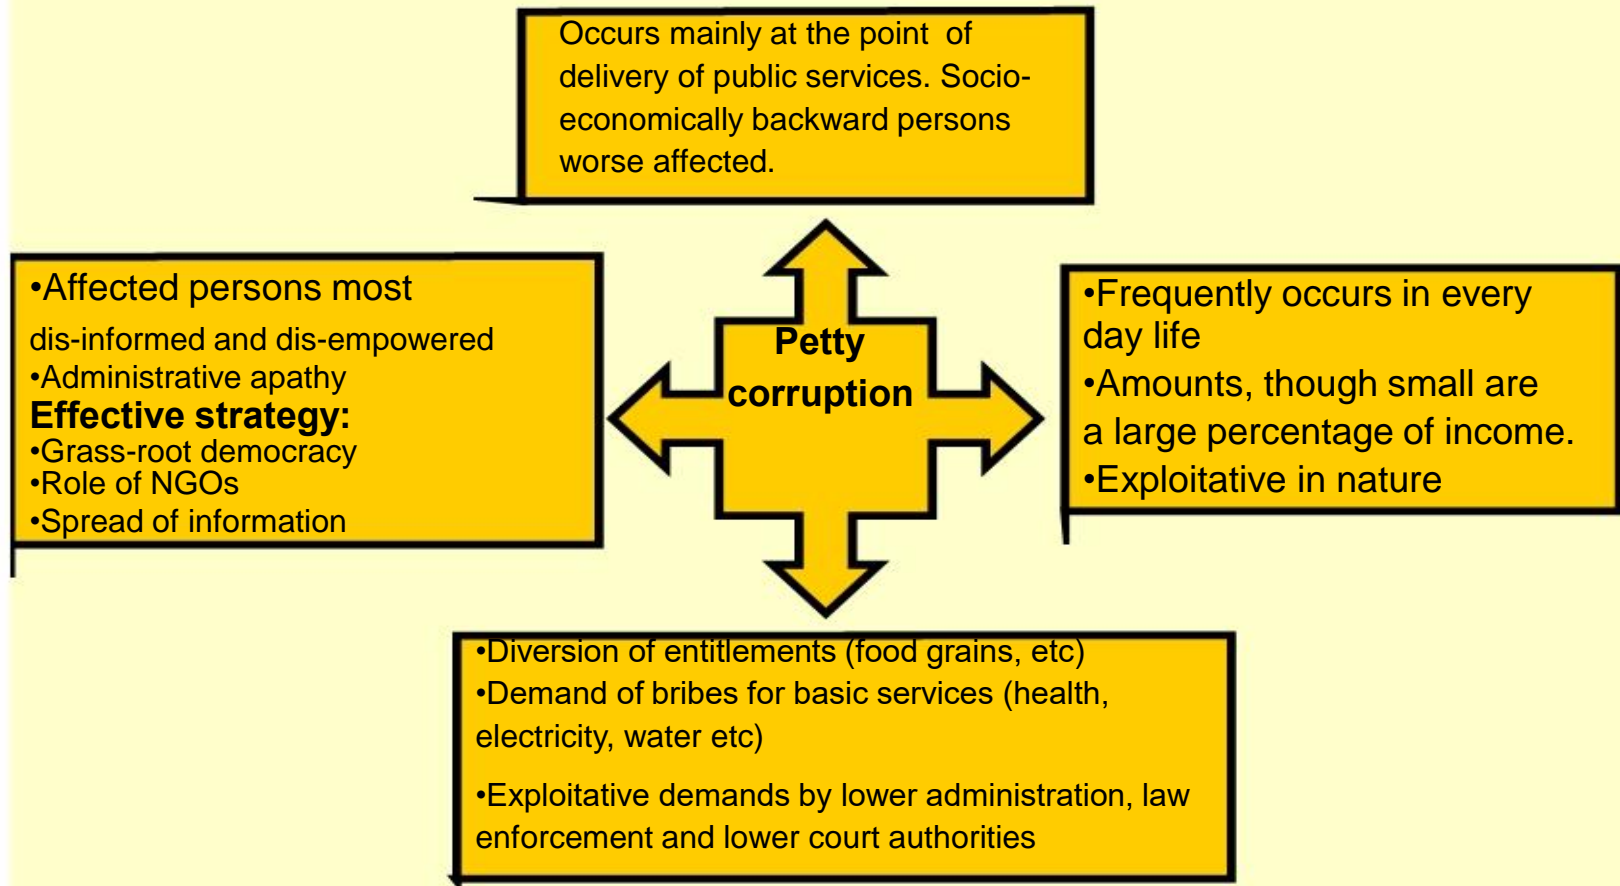 Occurs mainly at the point of
delivery of public services. Socio-
economically backward persons
worse affected.
•Affected persons most
dis-informed and dis-empowered
•Administrative apathy
Effective strategy:
•Grass-root democracy
•Role of NGOs
•Spread of information
Petty
corruption
•Frequently occurs in every
day life
•Amounts, though small are
a large percentage of income.
•Exploitative in nature
•Diversion of entitlements (food grains, etc)
•Demand of bribes for basic services (health,
electricity, water etc)
•Exploitative demands by lower administration, law
enforcement and lower court authorities